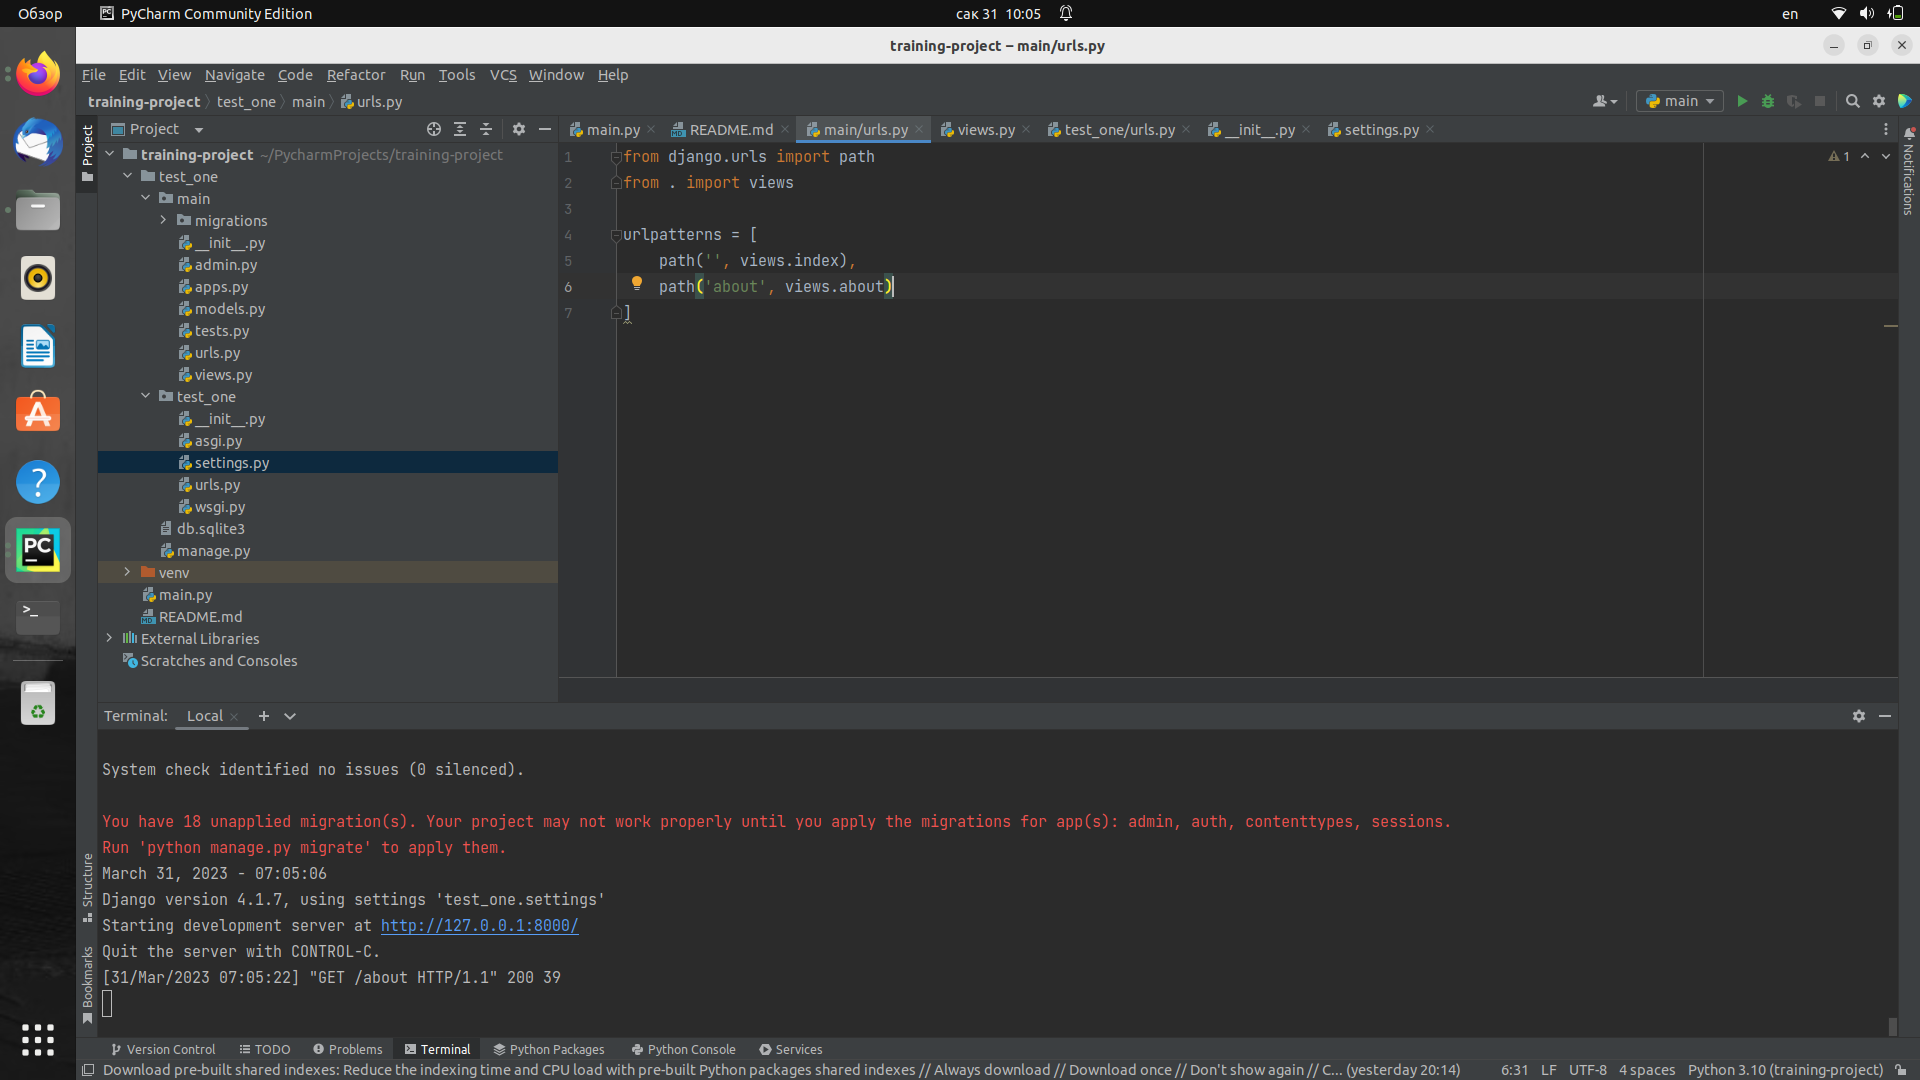 Обзор
PyCharm Community Edition
сак 31 10:05
en
training-project – main/urls.py
File Edit View Navigate Code Refactor Run Tools VCS Window Help
training-project test_one main urls.py
main
Project
main.py
README.md
main/urls.py
views.py
test_one/urls.py
__init__.py
settings.py
Project
Notifications
training-project ~/PycharmProjects/training-project
test_one
main
migrations
__init__.py
admin.py
apps.py
models.py
tests.py
urls.py
views.py
test_one
__init__.py
asgi.py
settings.py
urls.py
wsgi.py
db.sqlite3
manage.py
venv
main.py
README.md
External Libraries
Scratches and Consoles
1 from django.urls import path
2 from . import views
3
4 urlpatterns = [
5 path('', views.index),
6 path('about', views.about)
7 ]
1
Terminal: Local
System check identified no issues (0 silenced).
You have 18 unapplied migration(s). Your project may not work properly until you apply the migrations for app(s): admin, auth, contenttypes, sessions.
Run 'python manage.py migrate' to apply them.
March 31, 2023 - 07:05:06
Django version 4.1.7, using settings 'test_one.settings'
Starting development server at http://127.0.0.1:8000/
Quit the server with CONTROL-C.
[31/Mar/2023 07:05:22] "GET /about HTTP/1.1" 200 39
Structure
Bookmarks
Version Control TODO Problems Terminal Python Packages Python Console Services
Download pre-built shared indexes: Reduce the indexing time and CPU load with pre-built Python packages shared indexes // Always download // Download once // Don't show again // C... (yesterday 20:14)
6:31 LF UTF-8 4 spaces Python 3.10 (training-project)